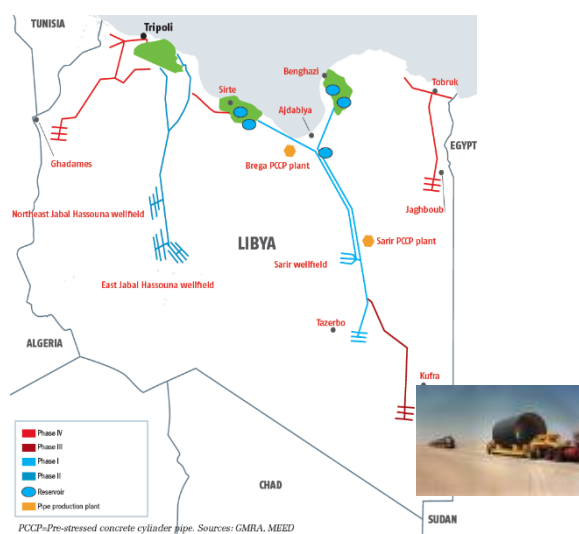 TUNISIA
Tripoli
Benghazi
Sirte
Tobruk
Ajdabiya
EGYPT
Ghadames
Brega PCCP plant
Jaghboub
Northeast Jabal Hassouna wellfield
LIBYA
Sarir PCCP plant
Sarir wellfield
East Jabal Hassouna wellfield
Tazerbo
ALGERIA
Kufra
Phase IV
Phase III
Phase I
Phase II
Reservoir
Pipe production plant
CHAD
SUDAN
PCCP=Pre-stressed concrete cylinder pipe. Sources: GMRA, MEED